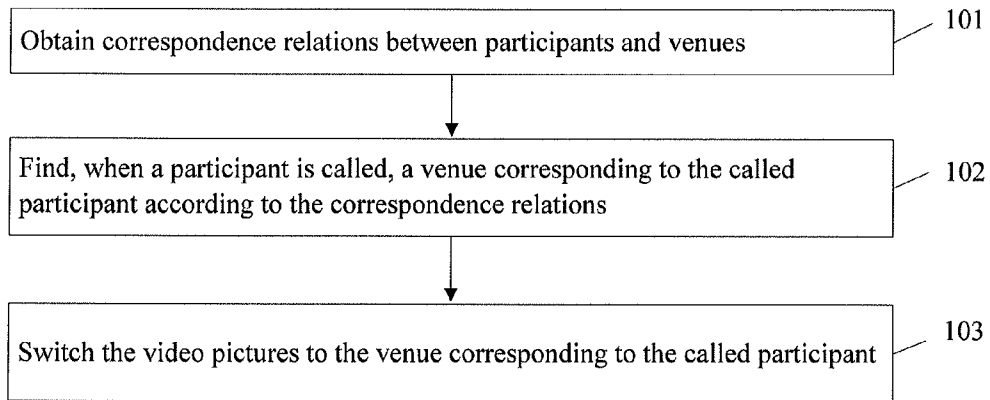 101
Obtain correspondence relations between participants and venues
Find, when a participant is called, a venue corresponding to the called
participant according to the correspondence relations
102
Switch the video pictures to the venue corresponding to the called participant
103